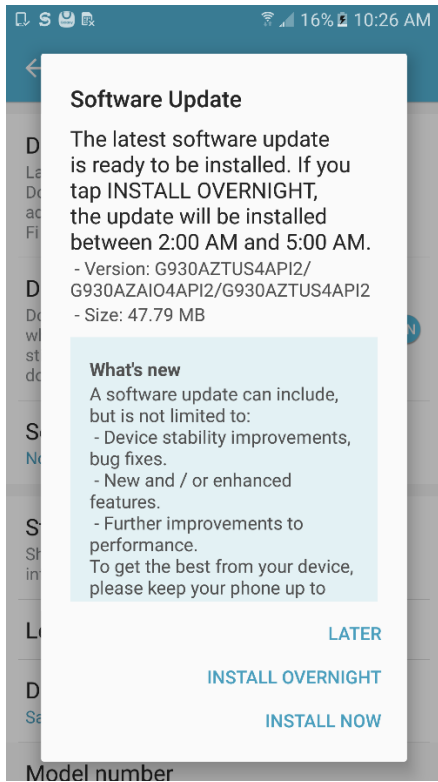 16% 10:26 AM
Software Update
The latest software update
is ready to be installed. If you
tap INSTALL OVERNIGHT,
the update will be installed
between 2:00 AM and 5:00 AM.
- Version: G930AZTUS4API2/
G930AZAIO4API2/G930AZTUS4API2
- Size: 47.79 MB
What's new
A software update can include,
but is not limited to:
- Device stability improvements,
bug fixes.
- New and / or enhanced
features.
- Further improvements to
performance.
To get the best from your device,
please keep your phone up to
LATER
INSTALL OVERNIGHT
INSTALL NOW
Model number